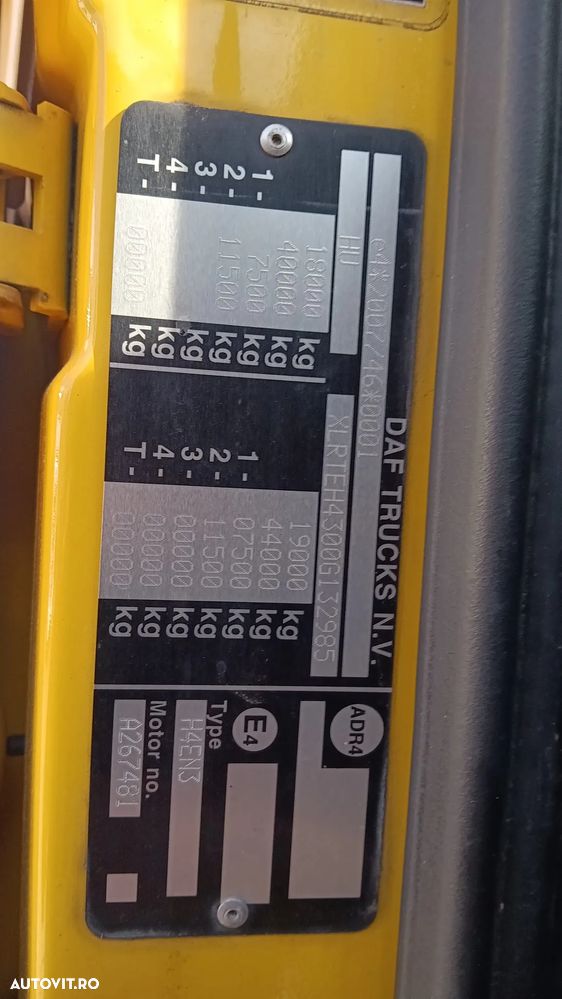 DAF TRUCKS N.V.
e4*2007/46*0001
HU
XLRTEH4300G132985
18000 kg
40000 kg
1- 7500 kg
2- 11500 kg
3- kg
4- kg
T- 00000 kg
19000 kg
44000 kg
1- 07500 kg
2- 11500 kg
3- 00000 kg
4- 00000 kg
T- 00000 kg
ADR4
E4
Type
H4EN3
Motor no.
A267481
AUTOVIT.RO